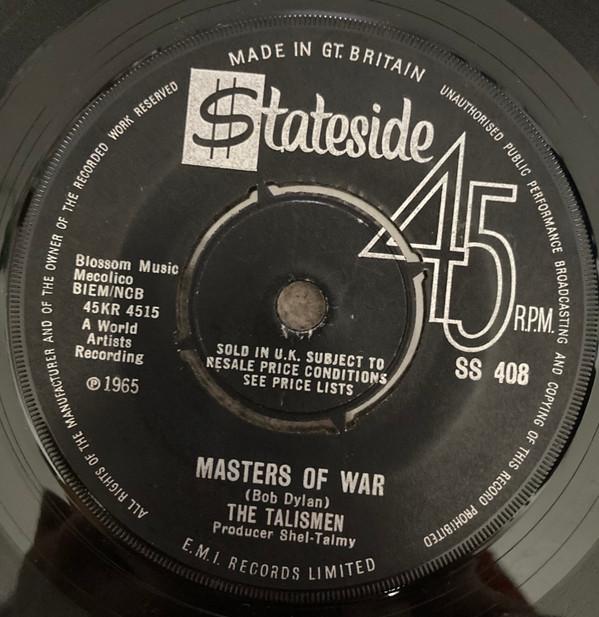 MADE IN GT. BRITAIN
$tateside
45
R.P.M.
SS 408
Blossom Music
Mecolico
BIEM/NCB
45KR 4515
A World
Artists
Recording
℗1965
SOLD IN U.K. SUBJECT TO
RESALE PRICE CONDITIONS
SEE PRICE LISTS
MASTERS OF WAR
(Bob Dylan)
THE TALISMEN
Producer Shel-Talmy
E.M.I. RECORDS LIMITED
ALL RIGHTS OF THE MANUFACTURER AND OF THE OWNER OF THE RECORDED WORK RESERVED
UNAUTHORISED PUBLIC PERFORMANCE BROADCASTING AND COPYING OF THIS RECORD PROHIBITED